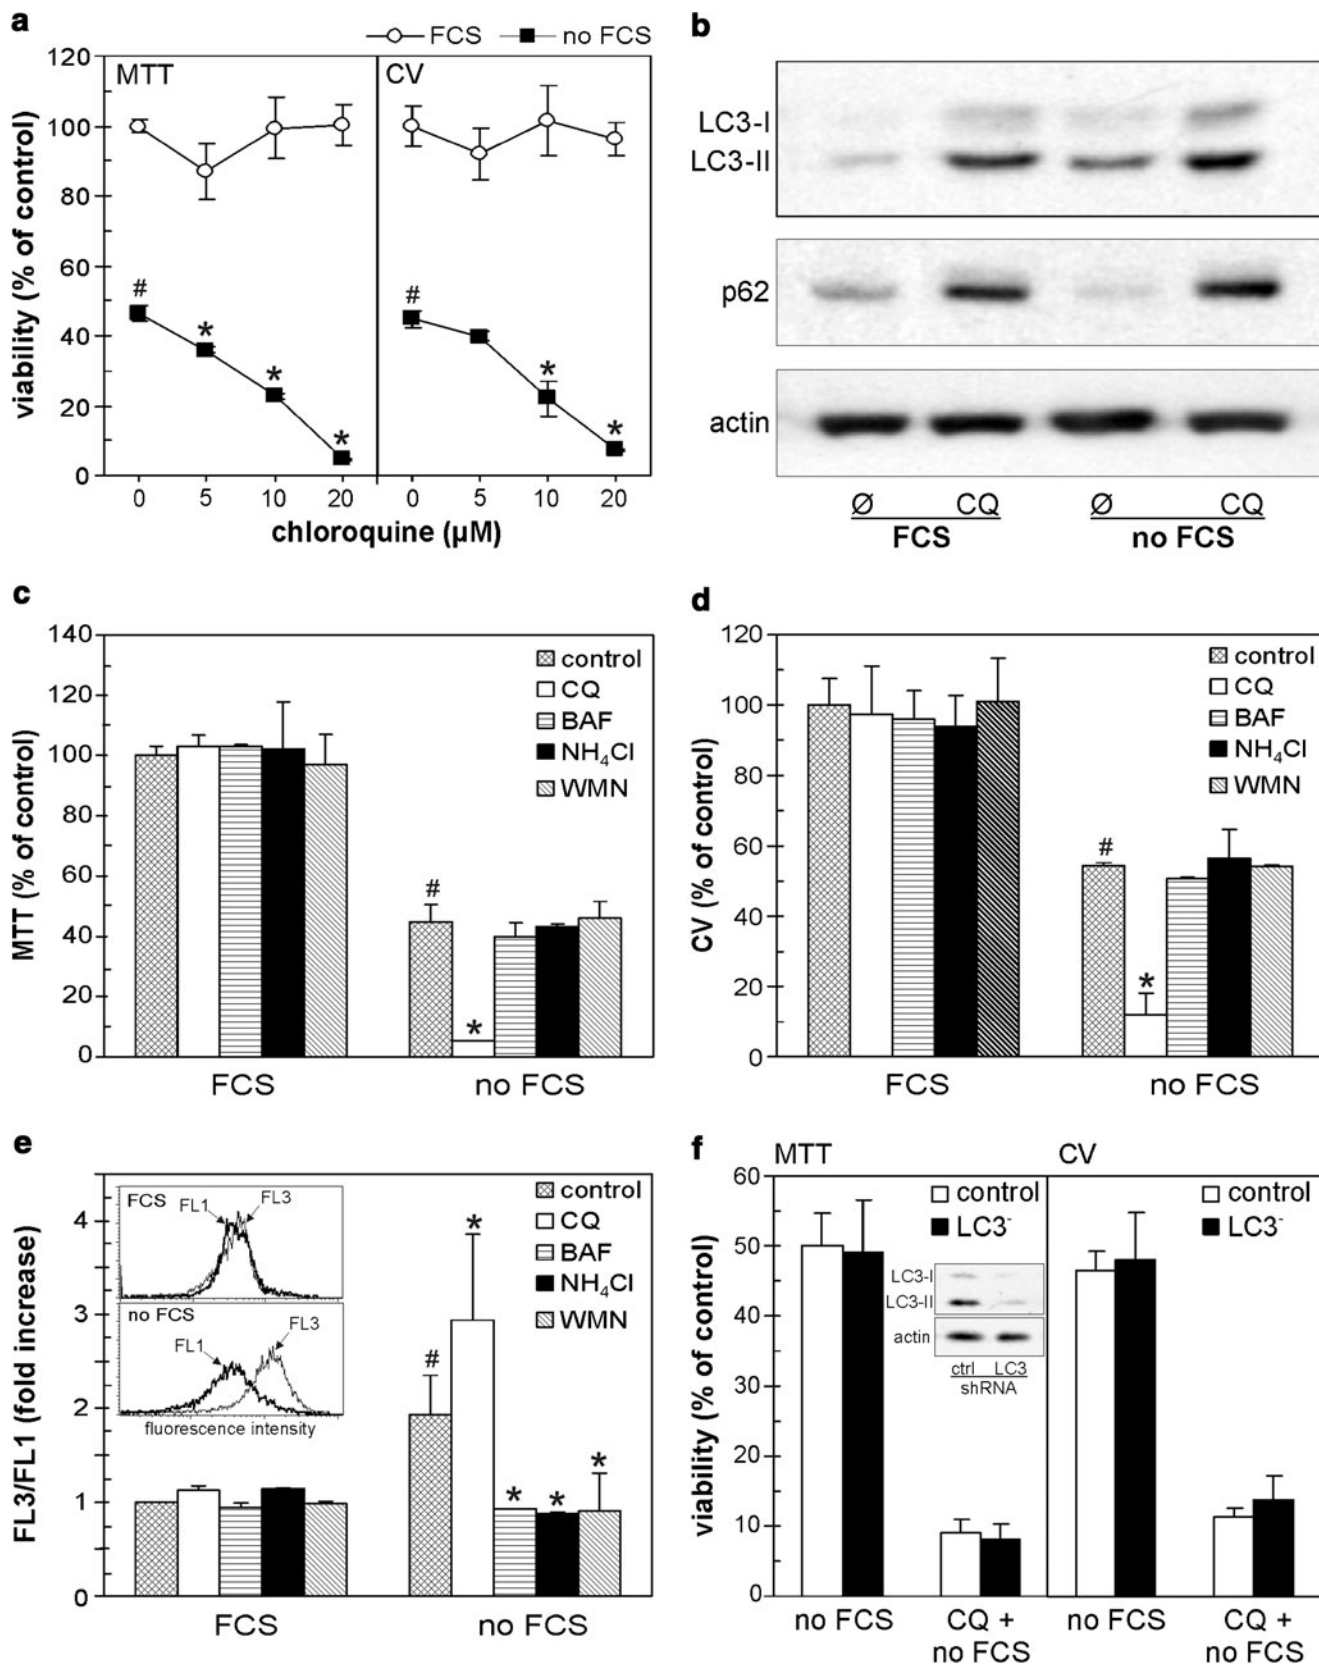 a
FCS no FCS
MTT CV
viability (% of control)
120
100
80
60
40
20
0
#
*
*
*
#
*
*
0 5 10 20 0 5 10 20
chloroquine (µM)
b
LC3-I
LC3-II
p62
actin
Ø CQ Ø CQ
FCS no FCS
c
MTT (% of control)
140
120
100
80
60
40
20
0
control
CQ
BAF
NH₄Cl
WMN
#
*
FCS no FCS
d
CV (% of control)
120
100
80
60
40
20
0
control
CQ
BAF
NH₄Cl
WMN
#
*
FCS no FCS
e
FL3/FL1 (fold increase)
4
3
2
1
0
FCS
FL1 FL3
no FCS
FL1 FL3
fluorescence intensity
control
CQ
BAF
NH₄Cl
WMN
#
*
*
*
*
FCS no FCS
f
MTT CV
viability (% of control)
60
50
40
30
20
10
0
control
LC3⁻
control
LC3⁻
LC3-I
LC3-II
actin
ctrl LC3
shRNA
no FCS CQ + no FCS
no FCS CQ + no FCS